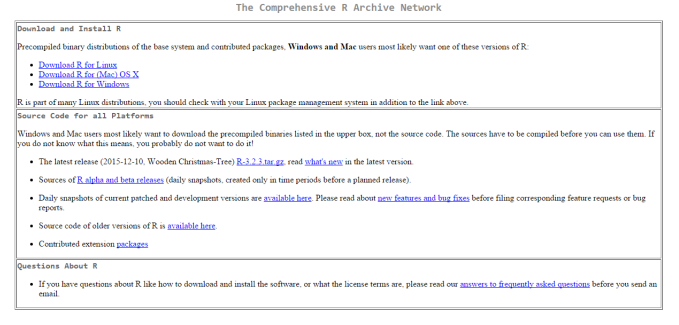 The Comprehensive R Archive Network
Download and Install R
Precompiled binary distributions of the base system and contributed packages, Windows and Mac users most likely want one of these versions of R:
• Download R for Linux
• Download R for (Mac) OS X
• Download R for Windows
R is part of many Linux distributions, you should check with your Linux package management system in addition to the link above.
Source Code for all Platforms
Windows and Mac users most likely want to download the precompiled binaries listed in the upper box, not the source code. The sources have to be compiled before you can use them. If
you do not know what this means, you probably do not want to do it!
• The latest release (2015-12-10, Wooden Christmas-Tree) R-3.2.3.tar.gz, read what's new in the latest version.
• Sources of R alpha and beta releases (daily snapshots, created only in time periods before a planned release).
• Daily snapshots of current patched and development versions are available here. Please read about new features and bug fixes before filing corresponding feature requests or bug
reports.
• Source code of older versions of R is available here.
• Contributed extension packages
Questions About R
• If you have questions about R like how to download and install the software, or what the license terms are, please read our answers to frequently asked questions before you send an
email.